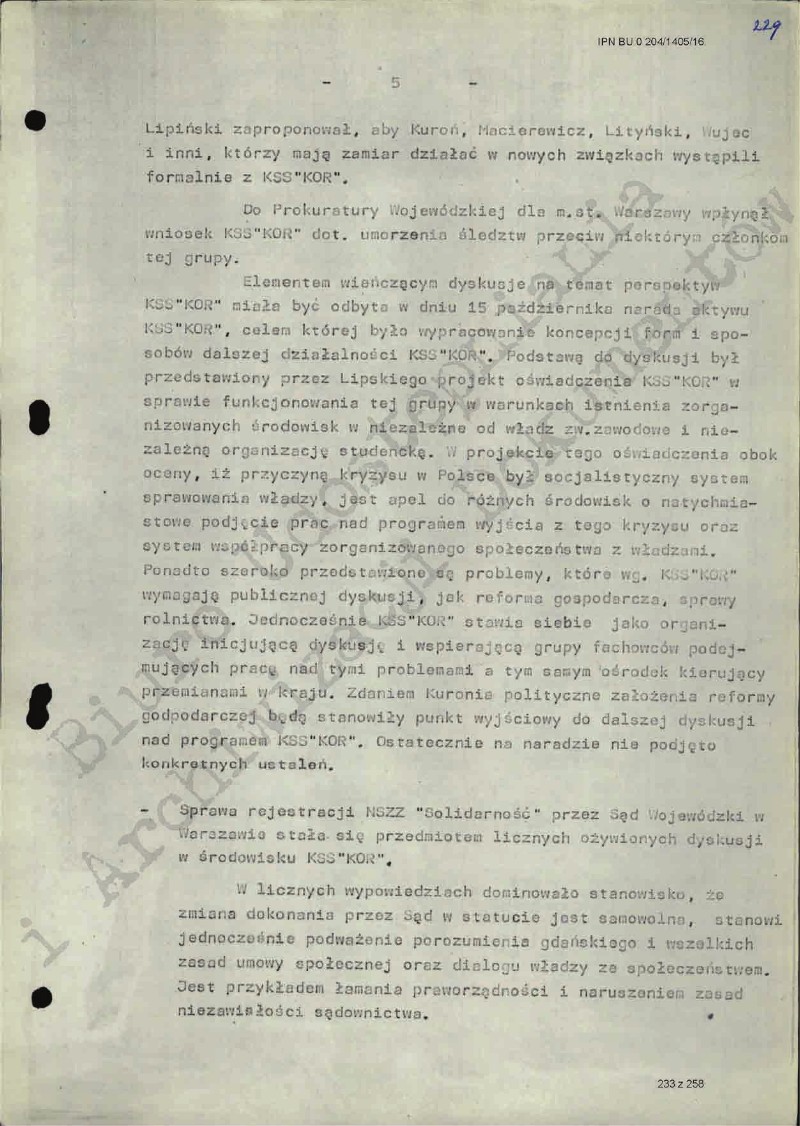 229
IPN BU 0 204/1405/16
- 5 -
Lipiński zaproponował, aby Kuroń, Macierewicz, Lityński, Wujec
i inni, którzy mają zamiar działać w nowych związkach wystąpili
formalnie z KSS"KOR".
Do Prokuratury Wojewódzkiej dla m.st. Warszawy wpłynął
wniosek KSS"KOR" dot. umorzenia śledztw przeciw niektórym członkom
tej grupy.
Elementem wieńczącym dyskusje na temat perspektyw
KSS"KOR" miała być odbyta w dniu 15 października narada aktywu
KSS"KOR", celem której było wypracowanie koncepcji form i spo-
sobów dalszej działalności KSS"KOR". Podstawą do dyskusji był
przedstawiony przez Lipskiego projekt oświadczenia KSS"KOR" w
sprawie funkcjonowania tej grupy w warunkach istnienia zorga-
nizowanych środowisk w niezależne od władz zw.zawodowe i nie-
zależną organizację studencką. W projekcie tego oświadczenia obok
oceny, iż przyczyną kryzysu w Polsce był socjalistyczny system
sprawowania władzy, jest apel do różnych środowisk o natychmia-
stowe podjęcie prac nad programem wyjścia z tego kryzysu oraz
system współpracy zorganizowanego społeczeństwa z władzami.
Ponadto szeroko przedstawione są problemy, które wg. KSS"KOR"
wymagają publicznej dyskusji, jak reforma gospodarcza, sprawy
rolnictwa. Jednocześnie KSS"KOR" stawia siebie jako organi-
zację inicjującą dyskusję i wspierającą grupy fachowców podej-
mujących pracę nad tymi problemami a tym samym ośrodek kierujący
przemianami w kraju. Zdaniem Kuronia polityczne założenia reformy
godpodarczej będą stanowiły punkt wyjściowy do dalszej dyskusji
nad programem KSS"KOR". Ostatecznie na naradzie nie podjęto
konkretnych ustaleń.
- Sprawa rejestracji NSZZ "Solidarność" przez Sąd Wojewódzki w
Warszawie stała się przedmiotem licznych ożywionych dyskusji
w środowisku KSS"KOR".
W licznych wypowiedziach dominowało stanowisko, że
zmiana dokonania przez Sąd w statucie jest samowolna, stanowi
jednocześnie podważenie porozumienia gdańskiego i wszelkich
zasad umowy społecznej oraz dialogu władzy ze społeczeństwem.
Jest przykładem łamania praworządności i naruszeniem zasad
niezawisłości sądownictwa.
233 z 258